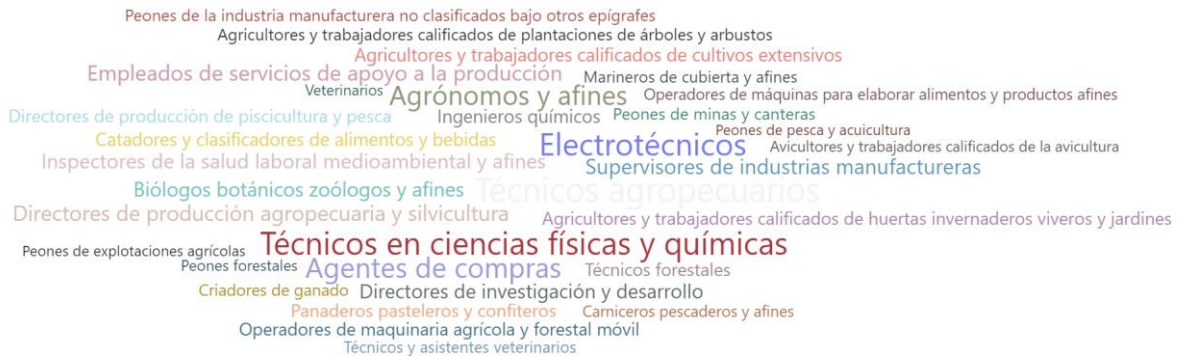 Peones de la industria manufacturera no clasificados bajo otros epígrafes
Agricultores y trabajadores calificados de plantaciones de árboles y arbustos
Agricultores y trabajadores calificados de cultivos extensivos
Empleados de servicios de apoyo a la producción
Marineros de cubierta y afines
Veterinarios
Agrónomos y afines
Operadores de máquinas para elaborar alimentos y productos afines
Directores de producción de piscicultura y pesca
Ingenieros químicos
Peones de minas y canteras
Catadores y clasificadores de alimentos y bebidas
Electrotécnicos
Peones de pesca y acuicultura
Avicultores y trabajadores calificados de la avicultura
Inspectores de la salud laboral medioambiental y afines
Supervisores de industrias manufactureras
Biólogos botánicos zoólogos y afines
Técnicos agropecuarios
Directores de producción agropecuaria y silvicultura
Agricultores y trabajadores calificados de huertas invernaderos viveros y jardines
Peones de explotaciones agrícolas
Técnicos en ciencias físicas y químicas
Peones forestales
Agentes de compras
Técnicos forestales
Criadores de ganado
Directores de investigación y desarrollo
Panaderos pasteleros y confiteros
Carniceros pescaderos y afines
Operadores de maquinaria agrícola y forestal móvil
Técnicos y asistentes veterinarios